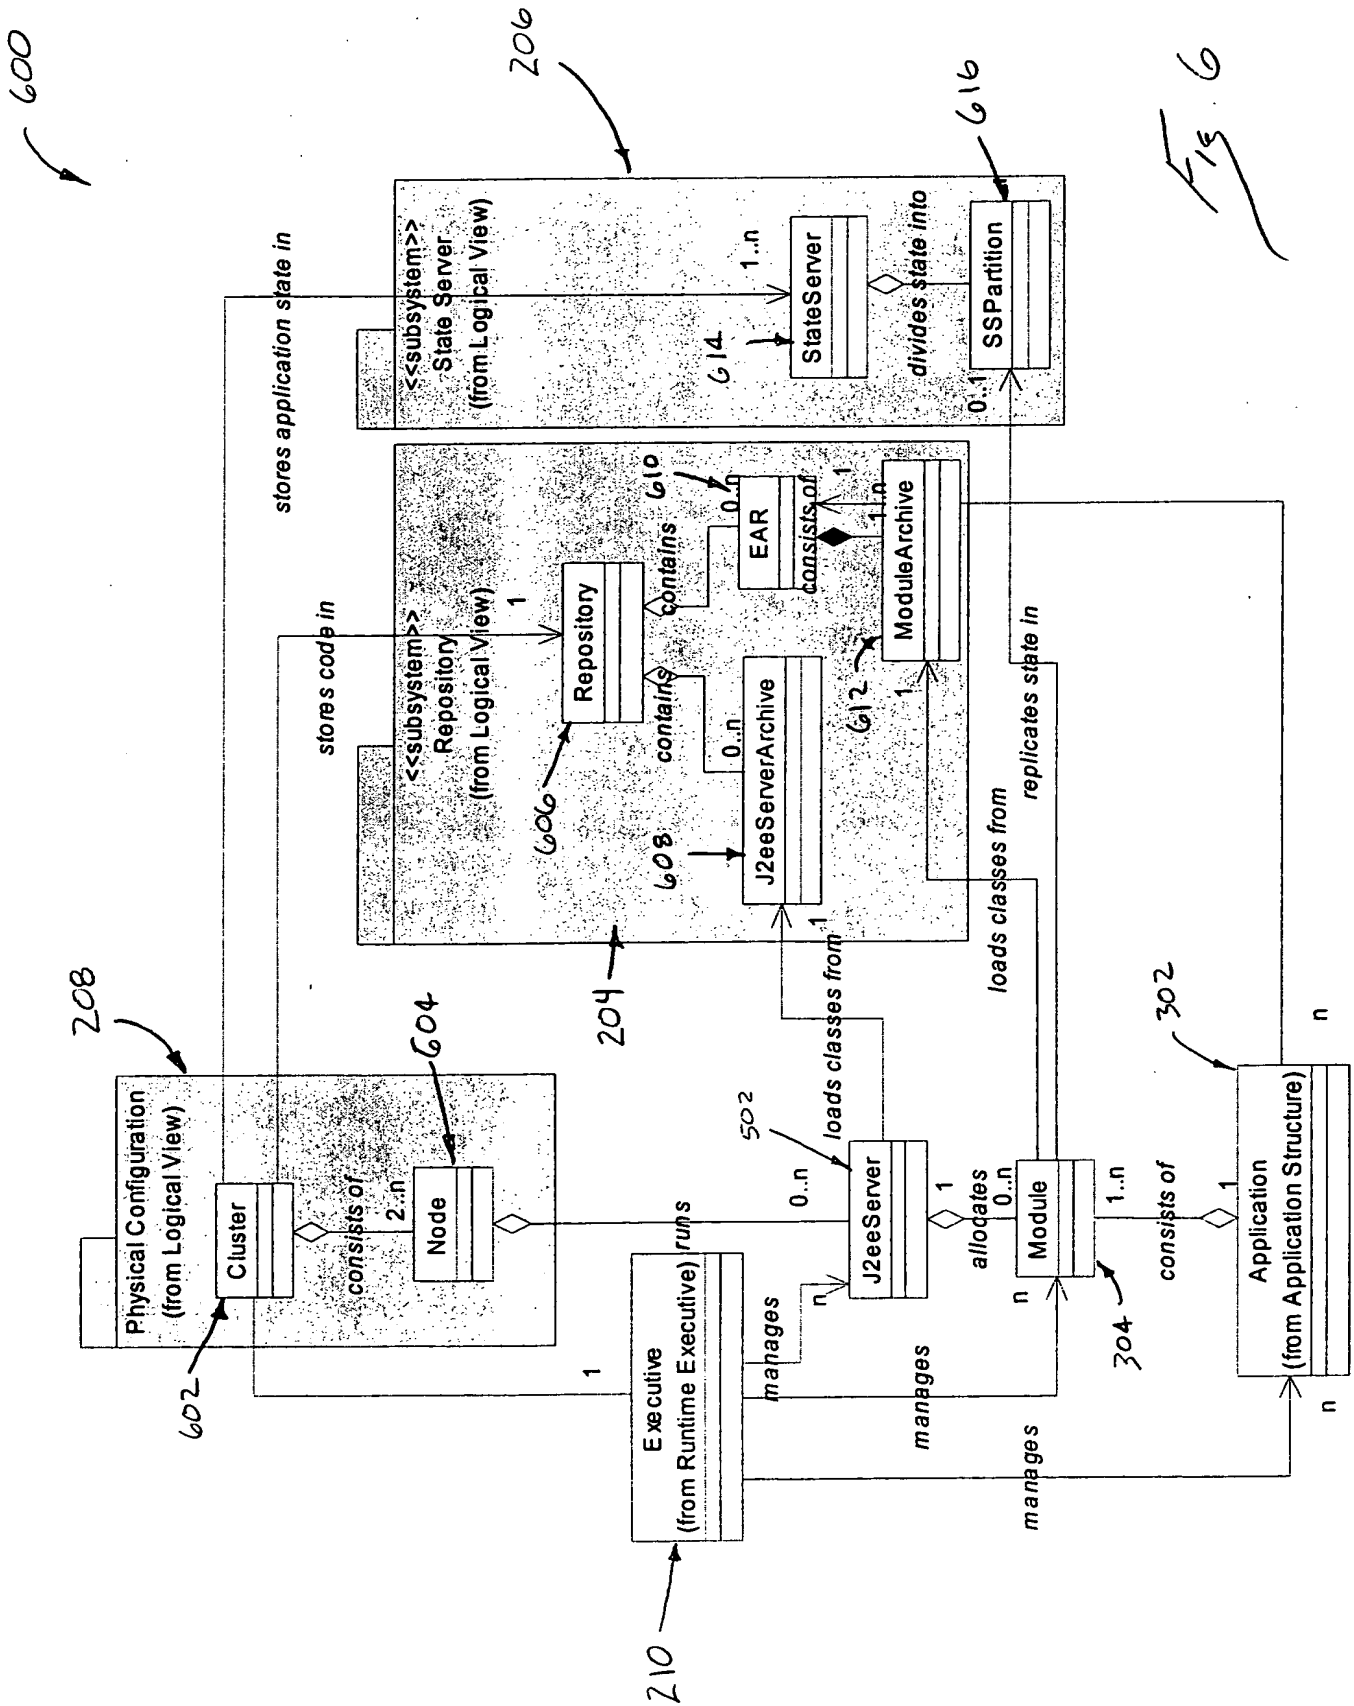 600
208
Physical Configuration
(from Logical View)
602
Cluster
consists of
2..n
Node
604
1
stores application state in
stores code in
<<subsystem>>
Repository
(from Logical View)
1
606
Repository
204
contains
contains
608
0..n
0..n
610
J2eeServerArchive
EAR
consists of
1
1..n
612
ModuleArchive
1
1
206
<<subsystem>>
State Server
(from Logical View)
1..n
614
StateServer
divides state into
0..1
SSPartition
616
210
Executive
(from Runtime Executive)
runs
manages
n
0..n
502
J2eeServer
loads classes from
manages
1
allocates
0..n
n
Module
304
loads classes from
replicates state in
manages
1..n
consists of
1
302
Application
(from Application Structure)
n
n
Fig. 6